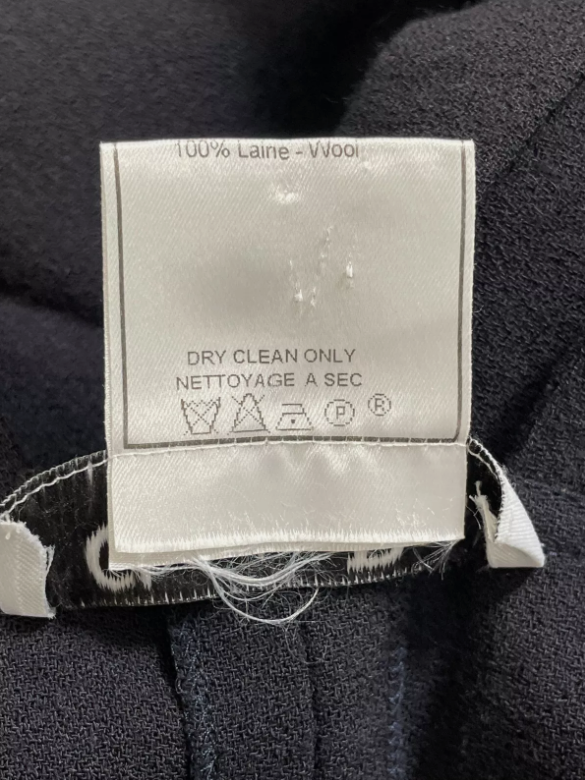 100% Laine - Wool
DRY CLEAN ONLY
NETTOYAGE A SEC
P ®